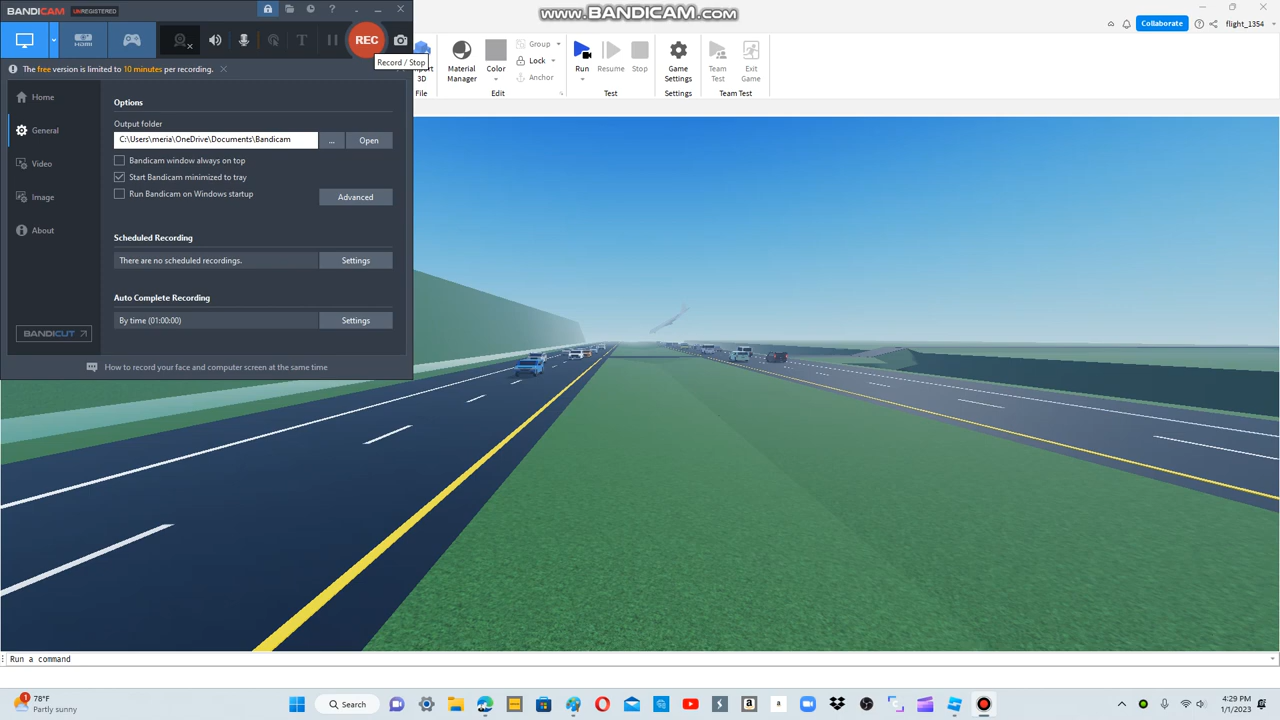 BANDICAM UNREGISTERED
WWW.BANDICAM.COM
flight_1354
Collaborate
REC
Record / Stop
The free version is limited to 10 minutes per recording.
Home
General
Video
Image
About
BANDICUT
Options
Output folder
C:\Users\meria\OneDrive\Documents\Bandicam
... Open
Bandicam window always on top
Start Bandicam minimized to tray
Run Bandicam on Windows startup
Advanced
Scheduled Recording
There are no scheduled recordings. Settings
Auto Complete Recording
By time (01:00:00) Settings
How to record your face and computer screen at the same time
3D
File
Material Manager
Color
Group
Lock
Anchor
Edit
Run Resume Stop
Test
Game Settings
Settings
Team Test
Exit Game
Team Test
Run a command
1
78°F
Partly sunny
Search
4:29 PM
1/1/2023